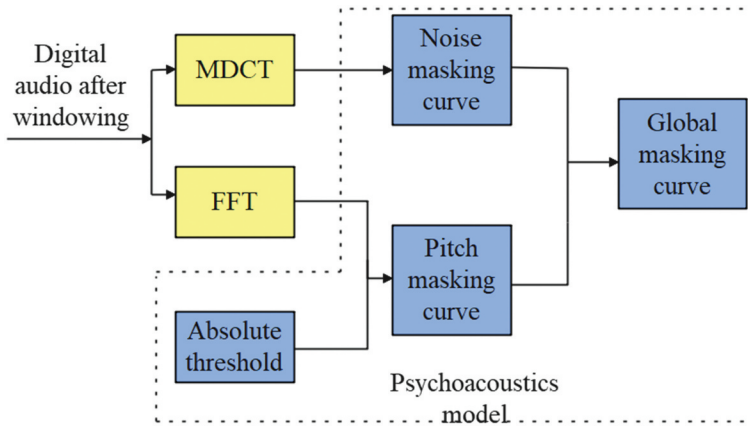 Digital
audio after
windowing
MDCT
FFT
Absolute
threshold
Noise
masking
curve
Pitch
masking
curve
Global
masking
curve
Psychoacoustics
model